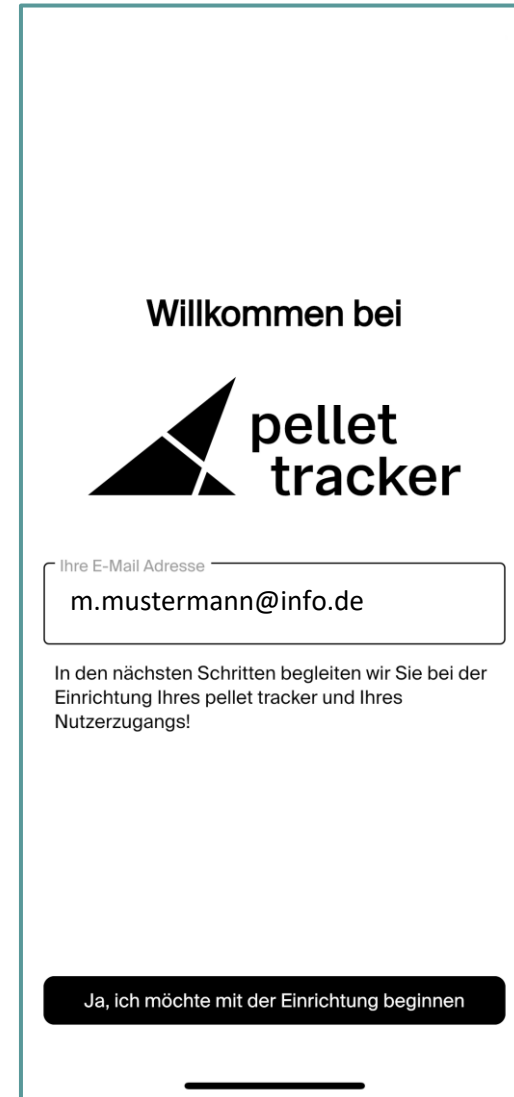 Willkommen bei
pellet
tracker
Ihre E-Mail Adresse
m.mustermann@info.de
In den nächsten Schritten begleiten wir Sie bei der
Einrichtung Ihres pellet tracker und Ihres
Nutzerzugangs!
Ja, ich möchte mit der Einrichtung beginnen